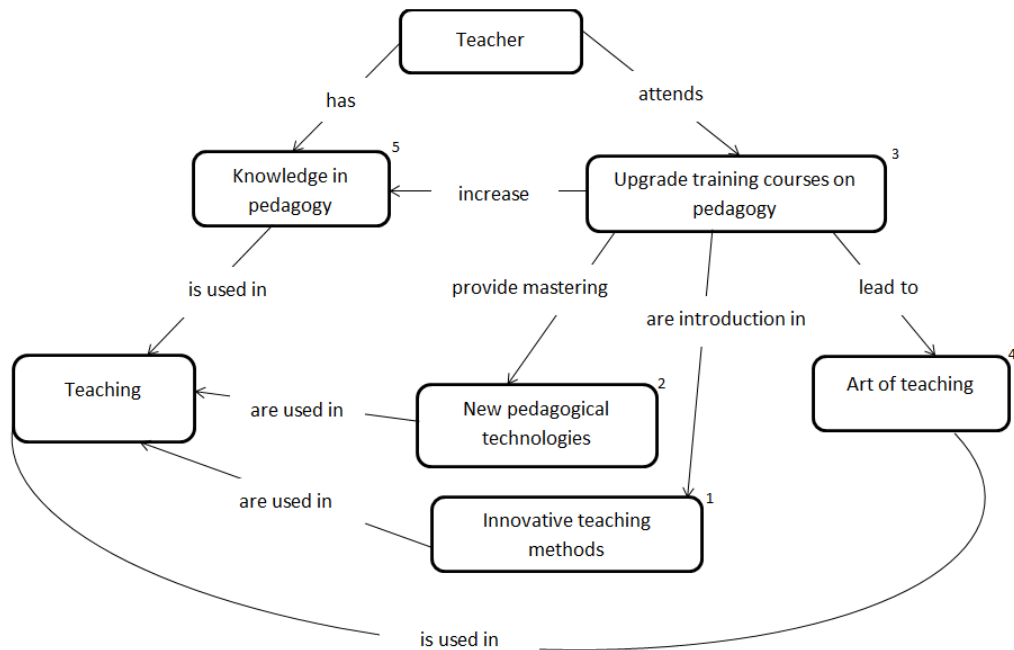 Teacher
has
attends
5
Knowledge in
pedagogy
increase
3
Upgrade training courses on
pedagogy
is used in
provide mastering
are introduction in
lead to
Teaching
are used in
2
New pedagogical
technologies
4
Art of teaching
are used in
1
Innovative teaching
methods
is used in